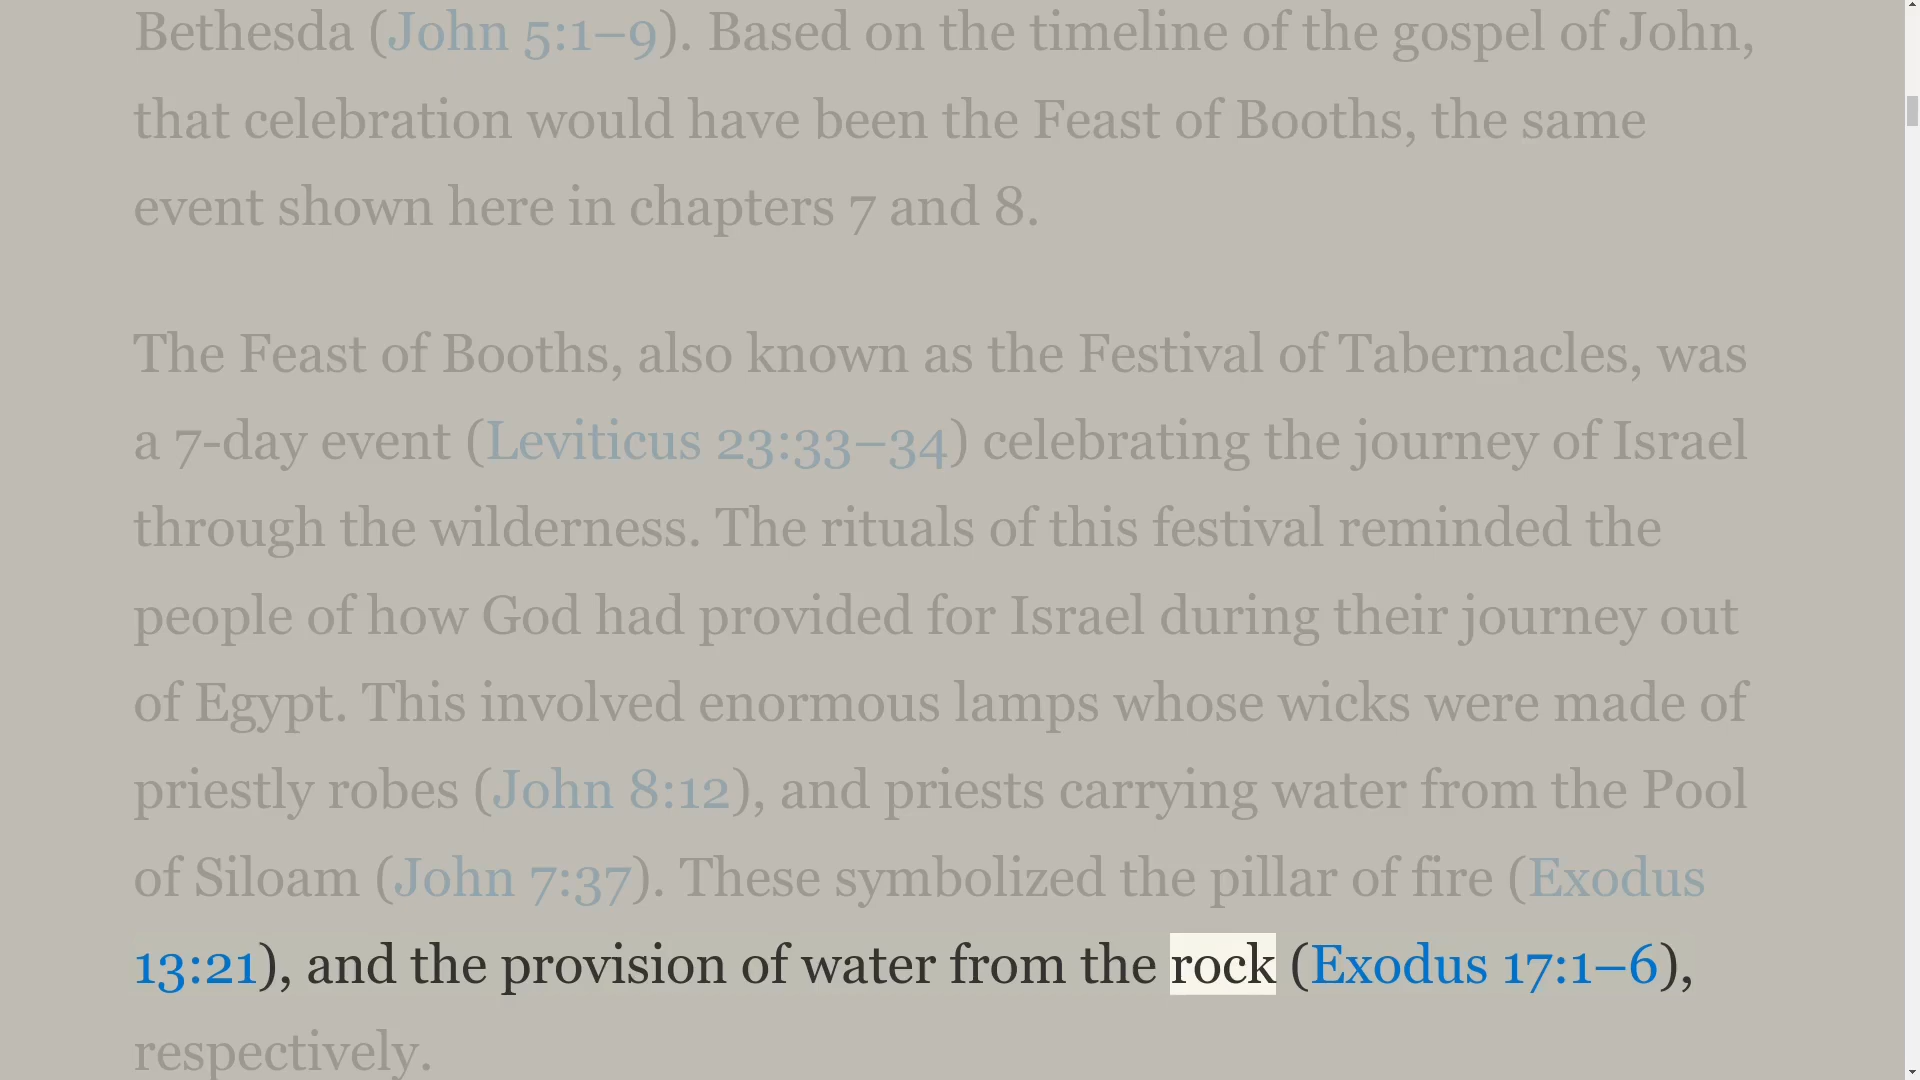 Bethesda (John 5:1–9). Based on the timeline of the gospel of John,
that celebration would have been the Feast of Booths, the same
event shown here in chapters 7 and 8.
The Feast of Booths, also known as the Festival of Tabernacles, was
a 7-day event (Leviticus 23:33–34) celebrating the journey of Israel
through the wilderness. The rituals of this festival reminded the
people of how God had provided for Israel during their journey out
of Egypt. This involved enormous lamps whose wicks were made of
priestly robes (John 8:12), and priests carrying water from the Pool
of Siloam (John 7:37). These symbolized the pillar of fire (Exodus
13:21), and the provision of water from the rock (Exodus 17:1–6),
respectively.